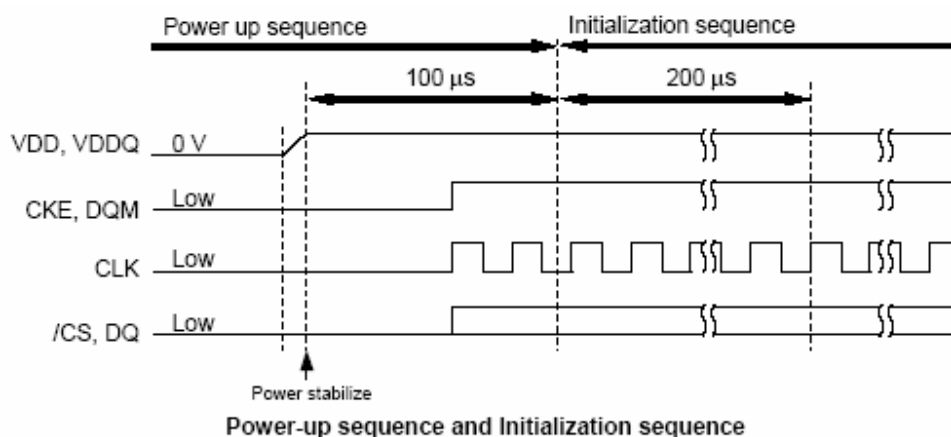 Power up sequence
Initialization sequence
100 µs
200 µs
VDD, VDDQ
0 V
CKE, DQM
Low
CLK
Low
/CS, DQ
Low
Power stabilize
Power-up sequence and Initialization sequence